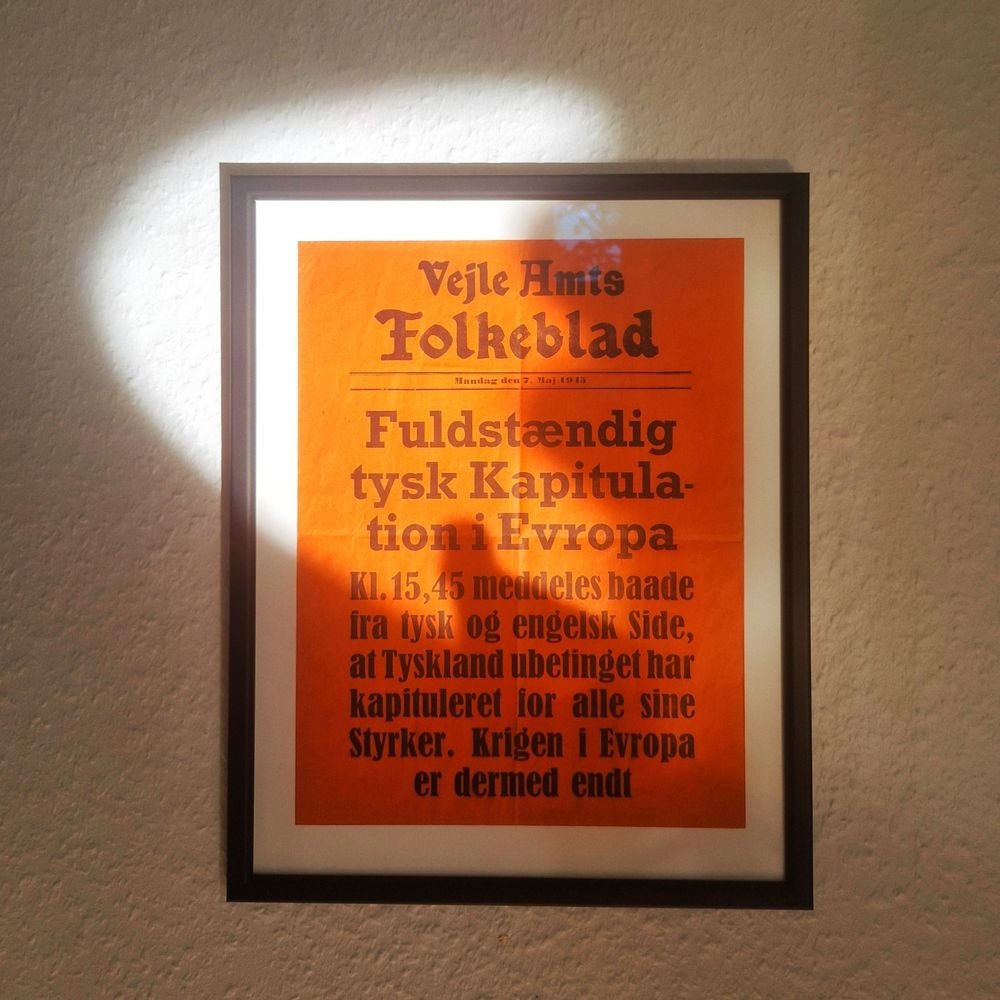 Vejle Amts
Folkeblad
Mandag den 7. Maj 1945
Fuldstændig
tysk Kapitula-
tion i Evropa
Kl. 15,45 meddeles baade
fra tysk og engelsk Side,
at Tyskland ubetinget har
kapituleret for alle sine
Styrker. Krigen i Evropa
er dermed endt